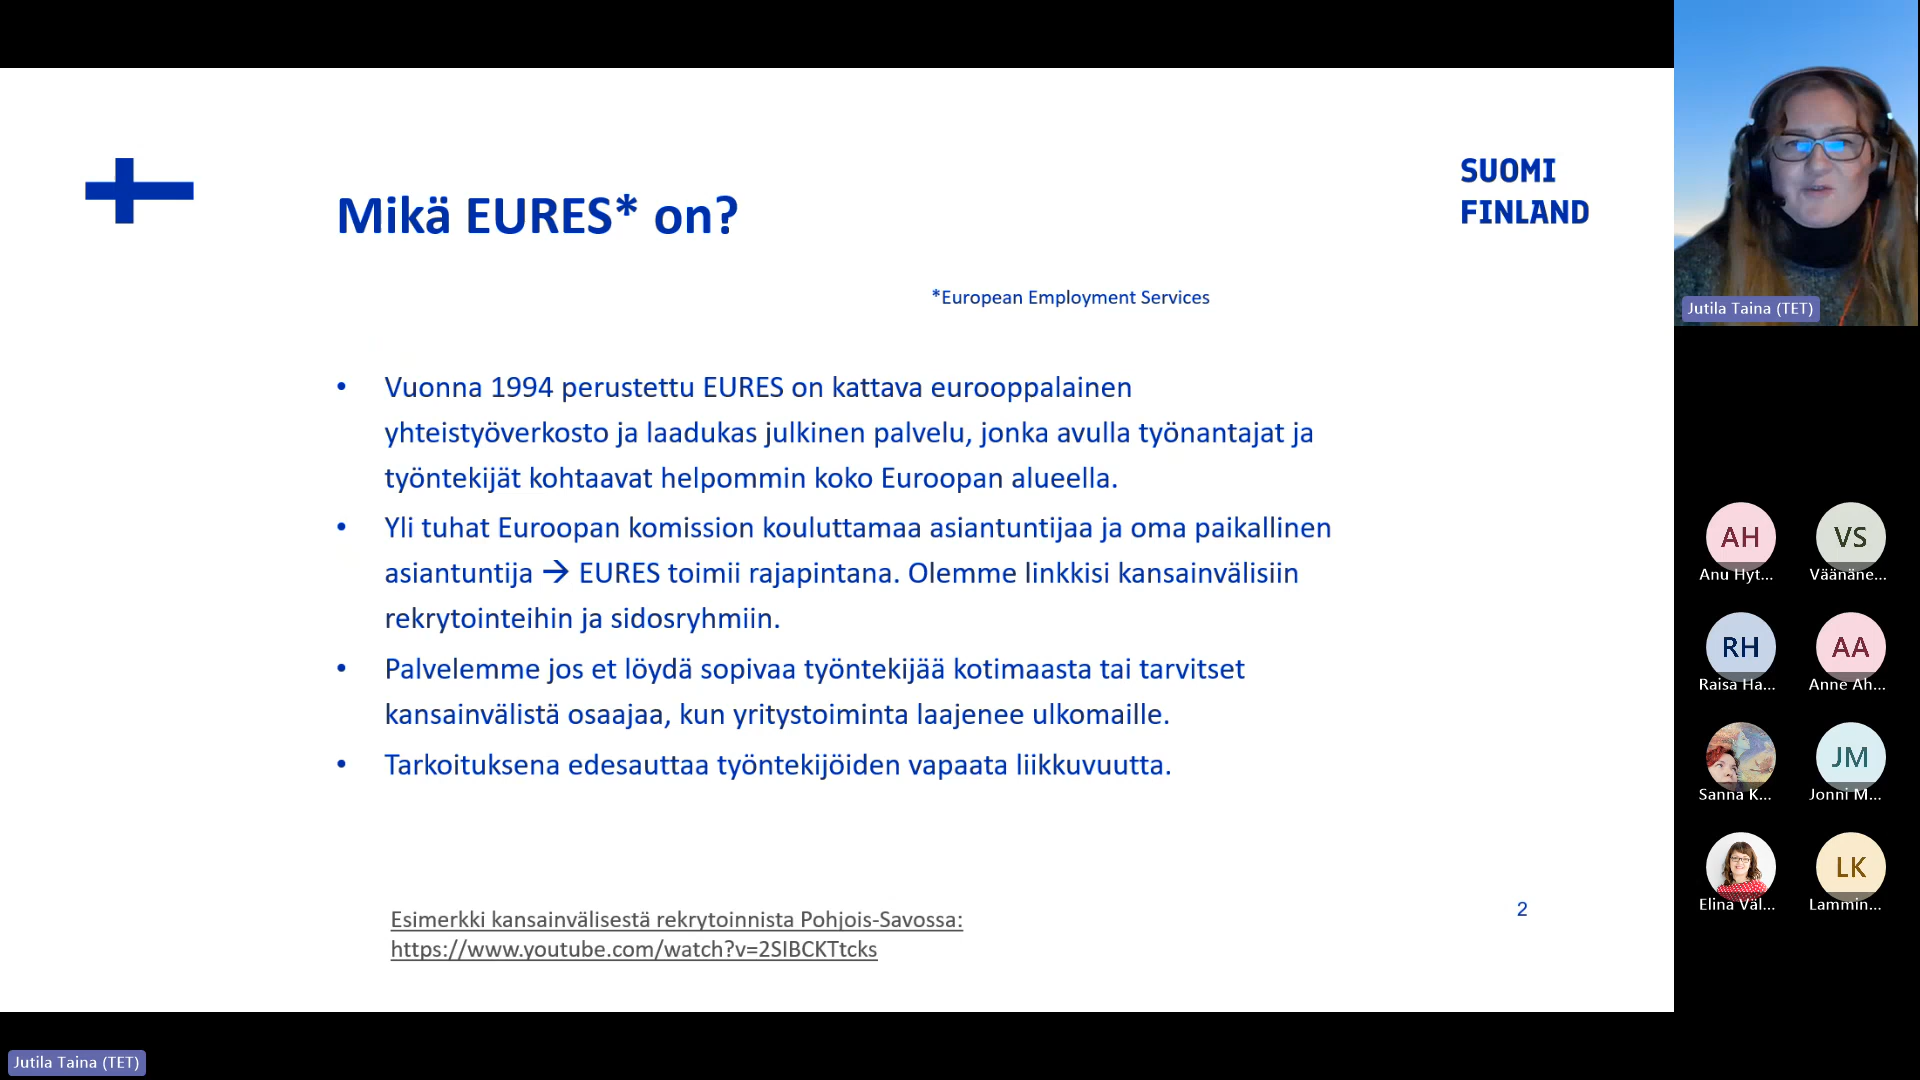 SUOMI
FINLAND
Mikä EURES* on?
*European Employment Services
• Vuonna 1994 perustettu EURES on kattava eurooppalainen
yhteistyöverkosto ja laadukas julkinen palvelu, jonka avulla työnantajat ja
työntekijät kohtaavat helpommin koko Euroopan alueella.
• Yli tuhat Euroopan komission kouluttamaa asiantuntijaa ja oma paikallinen
asiantuntija → EURES toimii rajapintana. Olemme linkkisi kansainvälisiin
rekrytointeihin ja sidosryhmiin.
• Palvelemme jos et löydä sopivaa työntekijää kotimaasta tai tarvitset
kansainvälistä osaajaa, kun yritystoiminta laajenee ulkomaille.
• Tarkoituksena edesauttaa työntekijöiden vapaata liikkuvuutta.
Esimerkki kansainvälisestä rekrytoinnista Pohjois-Savossa:
https://www.youtube.com/watch?v=2SIBCKTtcks
2
Jutila Taina (TET)
AH
Anu Hyt...
VS
Väänäne...
RH
Raisa Ha...
AA
Anne Ah...
Sanna K...
JM
Jonni M...
Elina Väl...
LK
Lammin...
Jutila Taina (TET)